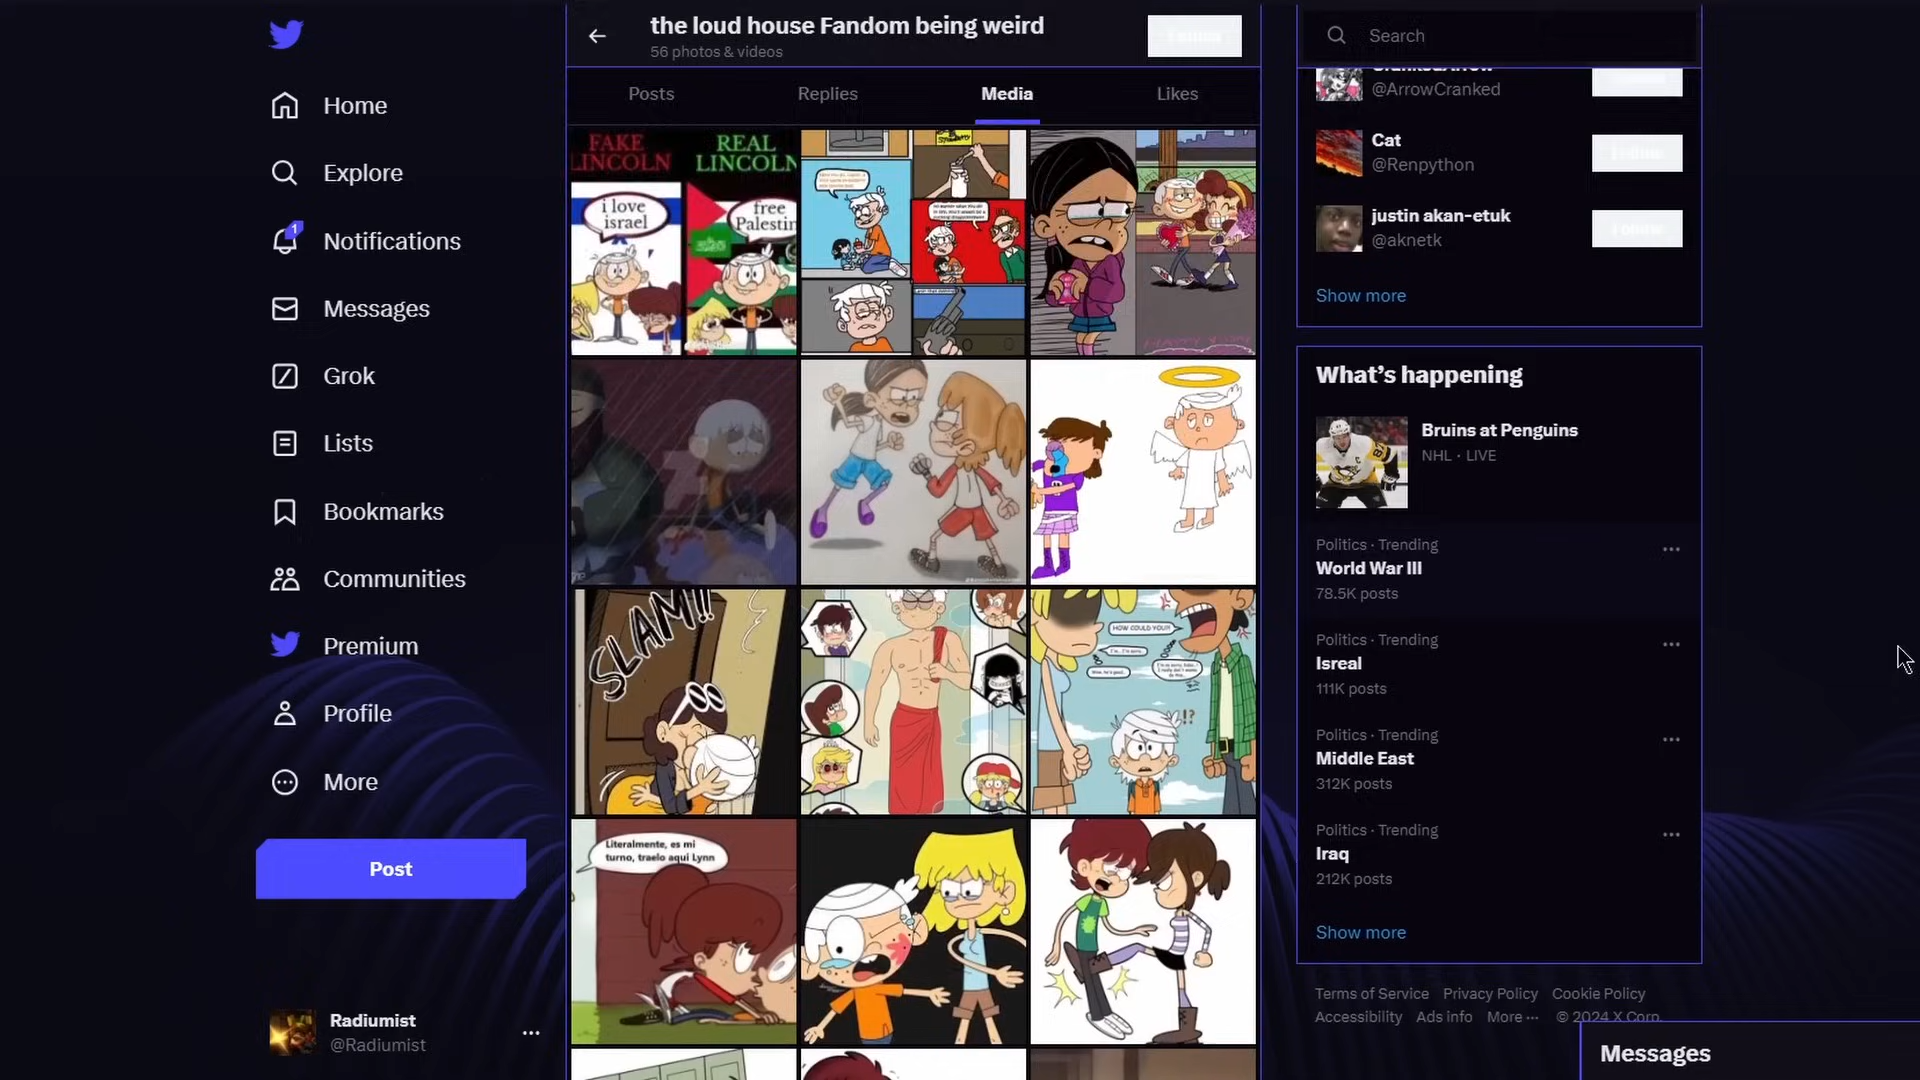 Home
Explore
1
Notifications
Messages
Grok
Lists
Bookmarks
Communities
Premium
Profile
More
Post
Radiumist
@Radiumist
the loud house Fandom being weird
56 photos & videos
Posts
Replies
Media
Likes
FAKE
LINCOLN
REAL
LINCOLN
i love
israel
free
Palestin
SLAM!!
HOW COULD YOU?!
!?
Literalmente, es mi
turno, traelo aqui Lynn
Search
@ArrowCranked
Cat
@Renpython
justin akan-etuk
@aknetk
Show more
What's happening
Bruins at Penguins
NHL · LIVE
Politics · Trending
World War III
78.5K posts
Politics · Trending
Isreal
111K posts
Politics · Trending
Middle East
312K posts
Politics · Trending
Iraq
212K posts
Show more
Terms of Service Privacy Policy Cookie Policy
Accessibility Ads info More ··· © 2024 X Corp.
Messages